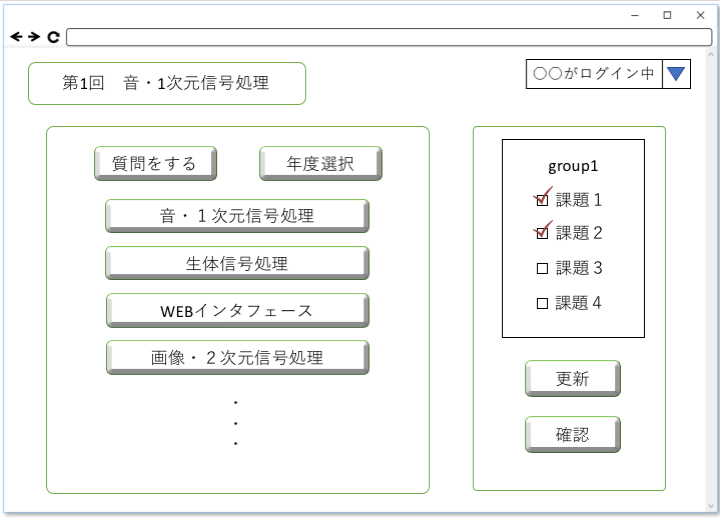 第1回　音・1次元信号処理
〇〇がログイン中
質問をする
年度選択
音・１次元信号処理
生体信号処理
WEBインタフェース
画像・２次元信号処理
・
・
・
group1
課題１
課題２
課題３
課題４
更新
確認